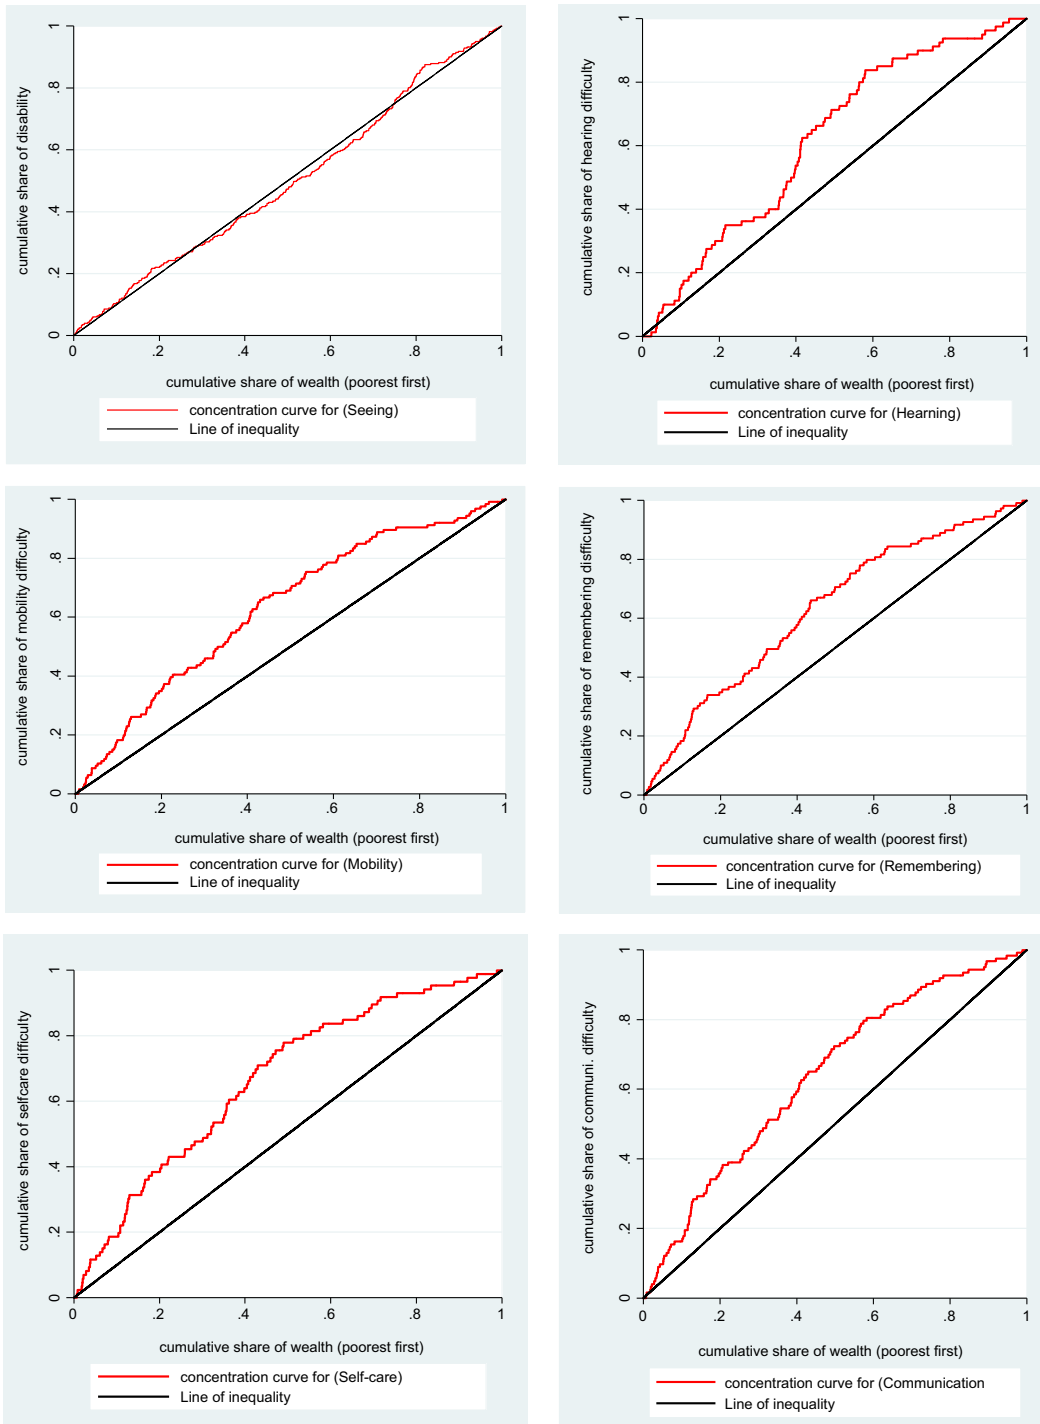 cumulative share of disability
0 .2 .4 .6 .8 1
0 .2 .4 .6 .8 1
cumulative share of wealth (poorest first)
concentration curve for (Seeing)
Line of inequality
cumulative share of hearing difficulty
0 .2 .4 .6 .8 1
0 .2 .4 .6 .8 1
cumulative share of wealth (poorest first)
concentration curve for (Hearning)
Line of inequality
cumulative share of mobility difficulty
0 .2 .4 .6 .8 1
0 .2 .4 .6 .8 1
cumulative share of wealth (poorest first)
concentration curve for (Mobility)
Line of inequality
cumulative share of remembering disfficulty
0 .2 .4 .6 .8 1
0 .2 .4 .6 .8 1
cumulative share of wealth (poorest first)
concentration curve for (Remembering)
Line of inequality
cumulative share of selfcare difficulty
0 .2 .4 .6 .8 1
0 .2 .4 .6 .8 1
cumulative share of wealth (poorest first)
concentration curve for (Self-care)
Line of inequality
cumulative share of communi. difficulty
0 .2 .4 .6 .8 1
0 .2 .4 .6 .8 1
cumulative share of wealth (poorest first)
concentration curve for (Communication
Line of inequality